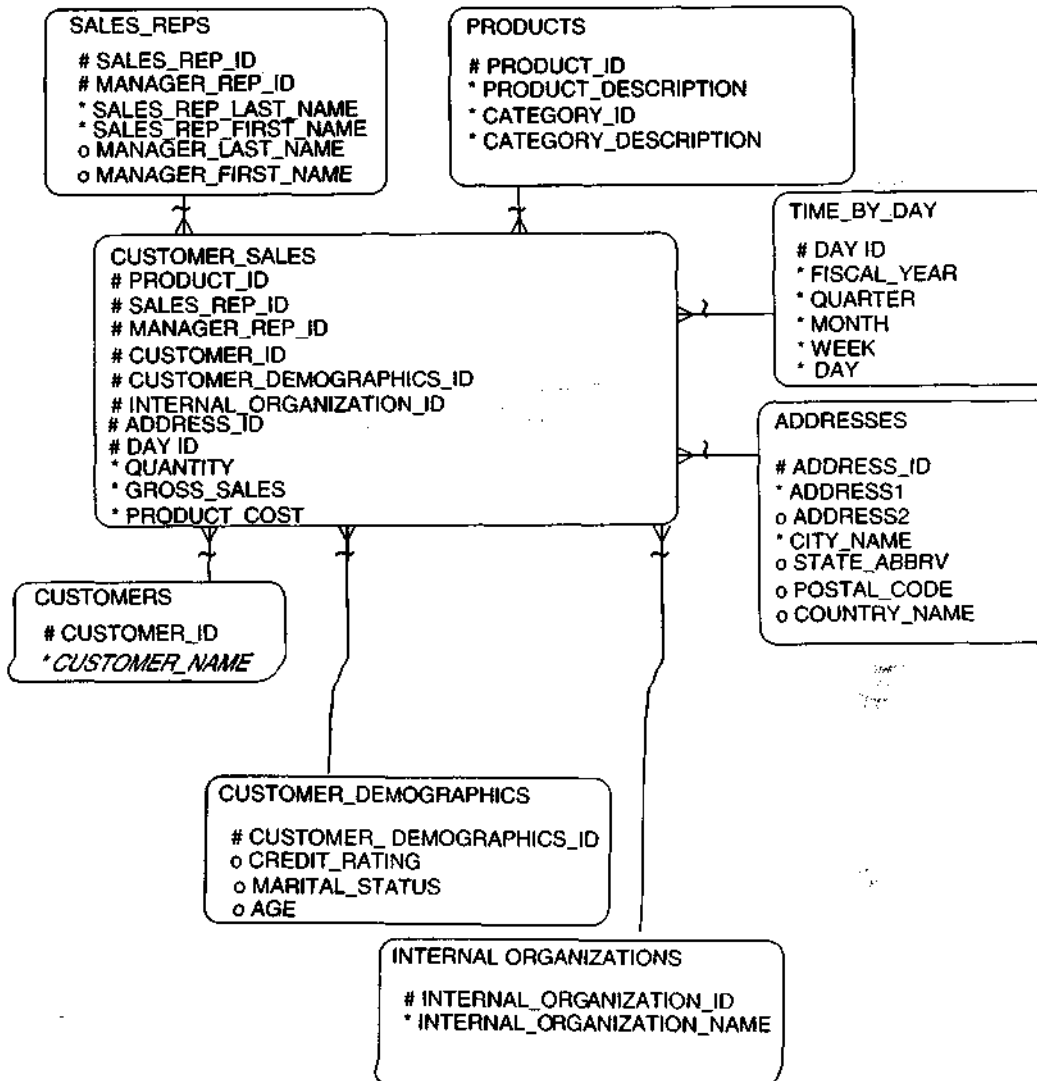 SALES_REPS
# SALES_REP_ID
# MANAGER_REP_ID
* SALES_REP_LAST_NAME
* SALES_REP_FIRST_NAME
o MANAGER_LAST_NAME
o MANAGER_FIRST_NAME
PRODUCTS
# PRODUCT_ID
* PRODUCT_DESCRIPTION
* CATEGORY_ID
* CATEGORY_DESCRIPTION
TIME_BY_DAY
# DAY ID
* FISCAL_YEAR
* QUARTER
* MONTH
* WEEK
* DAY
CUSTOMER_SALES
# PRODUCT_ID
# SALES_REP_ID
# MANAGER_REP_ID
# CUSTOMER_ID
# CUSTOMER_DEMOGRAPHICS_ID
# INTERNAL_ORGANIZATION_ID
# ADDRESS_ID
# DAY ID
* QUANTITY
* GROSS_SALES
* PRODUCT_COST
ADDRESSES
# ADDRESS_ID
* ADDRESS1
o ADDRESS2
* CITY_NAME
o STATE_ABBRV
o POSTAL_CODE
o COUNTRY_NAME
CUSTOMERS
# CUSTOMER_ID
* CUSTOMER_NAME
CUSTOMER_DEMOGRAPHICS
# CUSTOMER_ DEMOGRAPHICS_ID
o CREDIT_RATING
o MARITAL_STATUS
o AGE
INTERNAL ORGANIZATIONS
# INTERNAL_ORGANIZATION_ID
* INTERNAL_ORGANIZATION_NAME